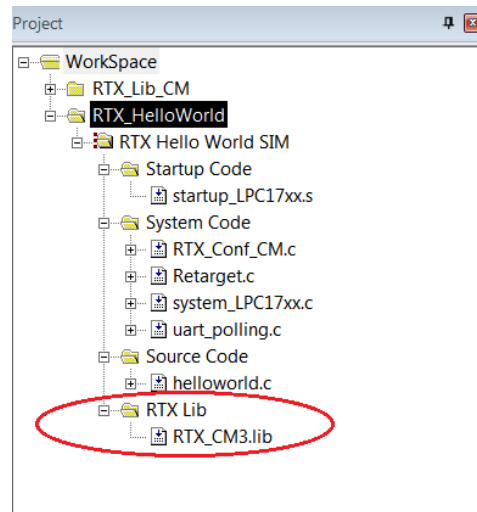 Project
WorkSpace
RTX_Lib_CM
RTX_HelloWorld
RTX Hello World SIM
Startup Code
startup_LPC17xx.s
System Code
RTX_Conf_CM.c
Retarget.c
system_LPC17xx.c
uart_polling.c
Source Code
helloworld.c
RTX Lib
RTX_CM3.lib